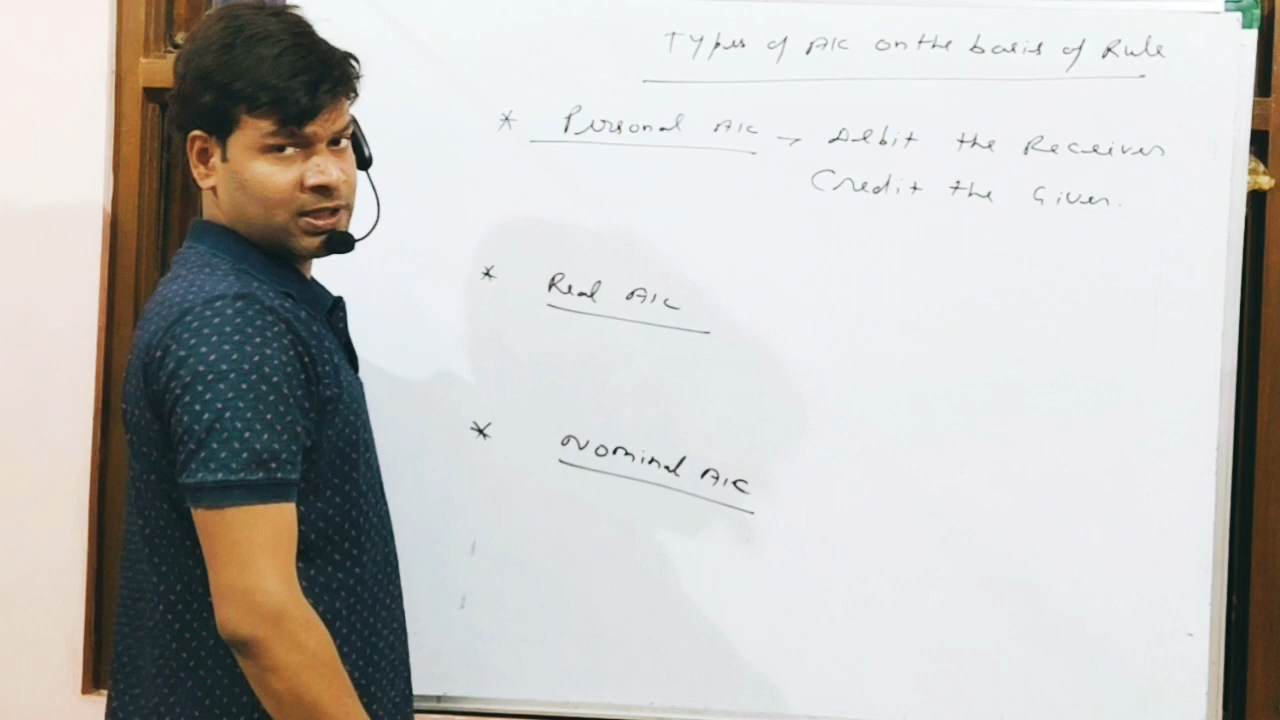 Types of A/C on the basis of Rule
* Personal A/C → Debit the Receiver
Credit the Giver.
* Real A/C
* Nominal A/C